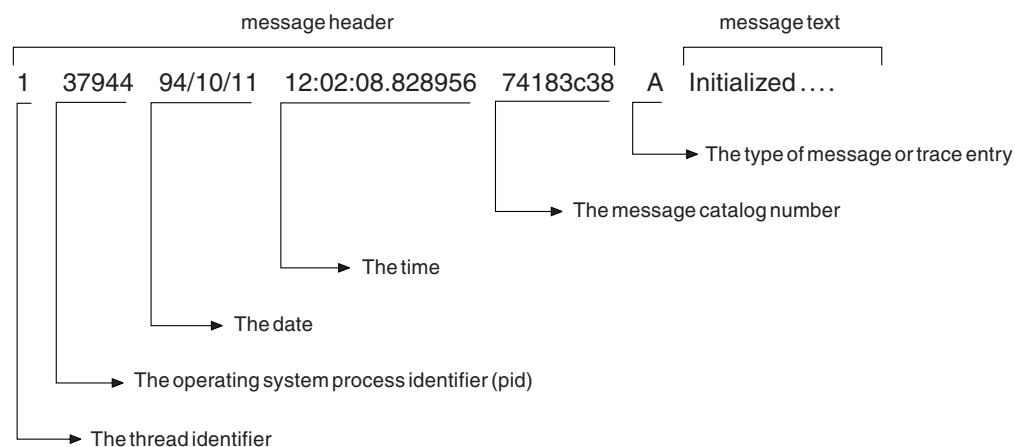 message header message text
1 37944 94/10/11 12:02:08.828956 74183c38 A Initialized ....
The type of message or trace entry
The message catalog number
The time
The date
The operating system process identifier (pid)
The thread identifier